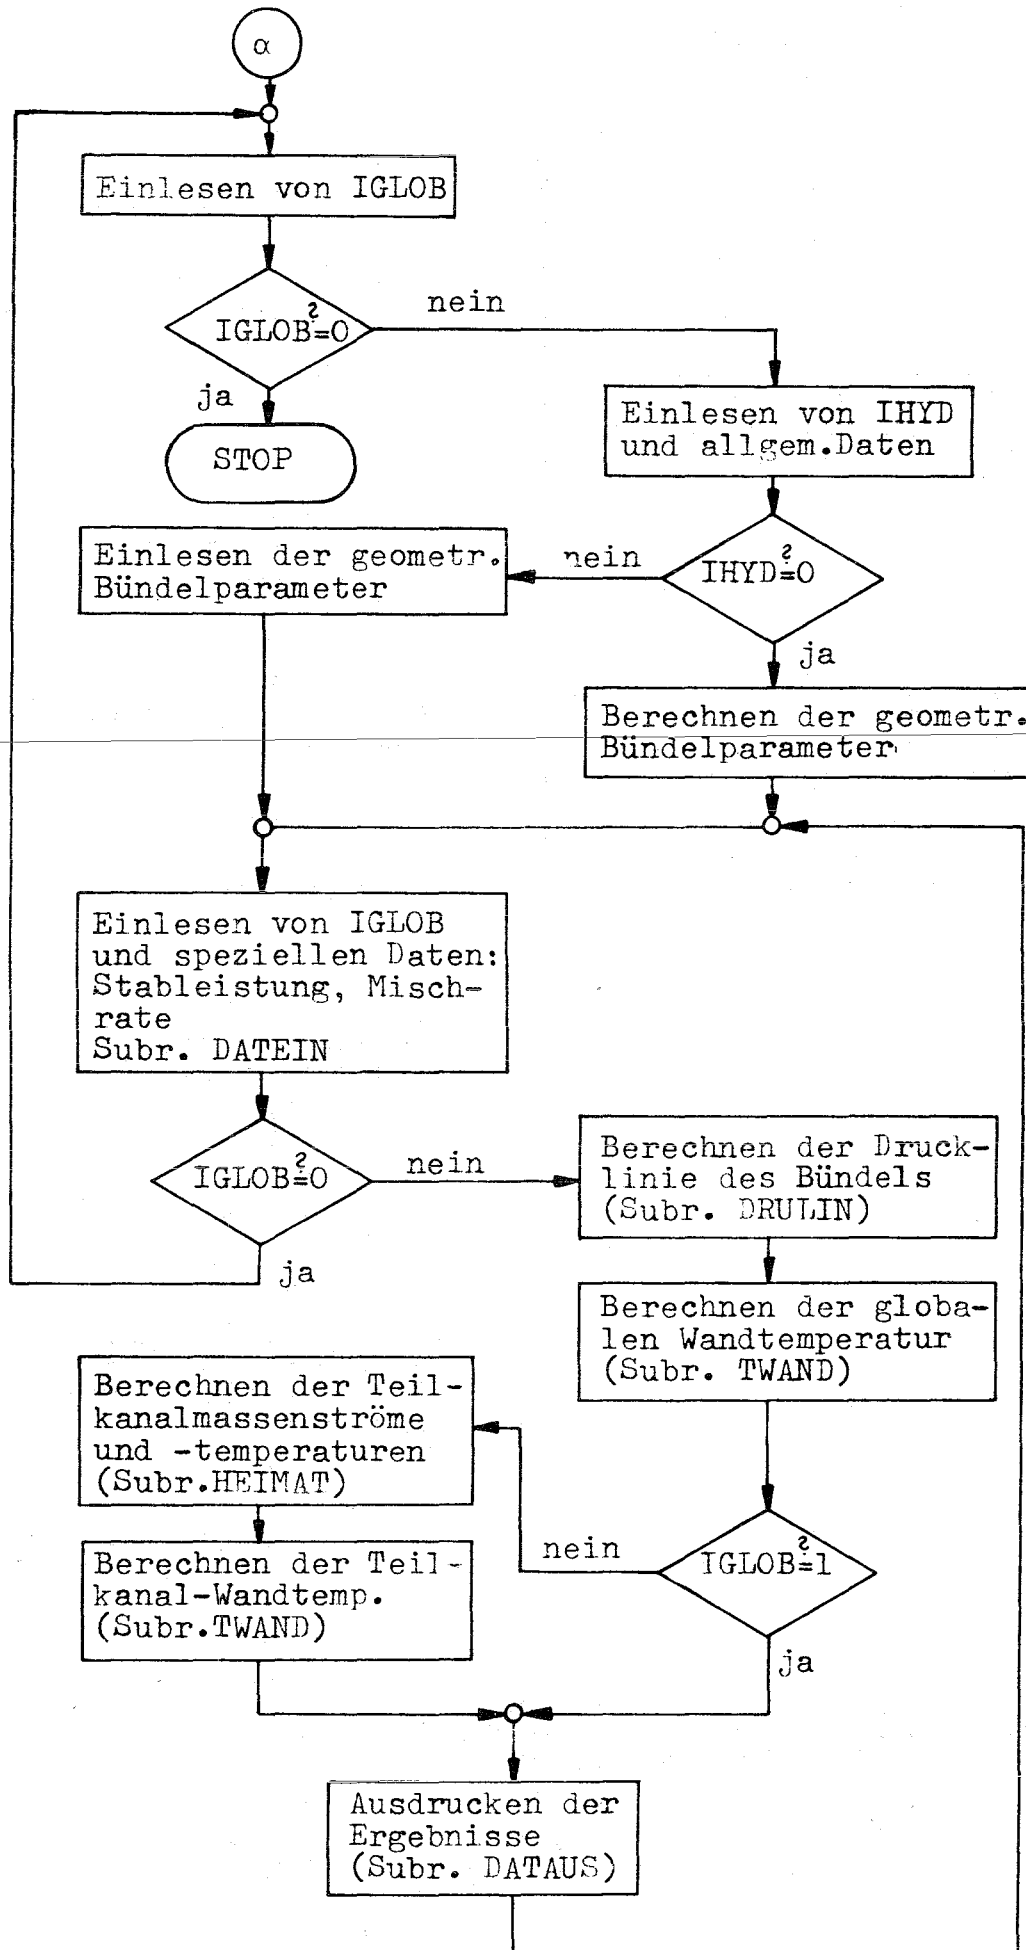 α
Einlesen von IGLOB
IGLOB≟0
nein
ja
STOP
Einlesen von IHYD
und allgem.Daten
IHYD≟0
nein
ja
Einlesen der geometr.
Bündelparameter
Berechnen der geometr.
Bündelparameter
Einlesen von IGLOB
und speziellen Daten:
Stableistung, Misch-
rate
Subr. DATEIN
IGLOB≟0
nein
ja
Berechnen der Druck-
linie des Bündels
(Subr. DRULIN)
Berechnen der globa-
len Wandtemperatur
(Subr. TWAND)
IGLOB≟1
nein
ja
Berechnen der Teil-
kanalmassenströme
und -temperaturen
(Subr.HEIMAT)
Berechnen der Teil-
kanal-Wandtemp.
(Subr.TWAND)
Ausdrucken der
Ergebnisse
(Subr. DATAUS)